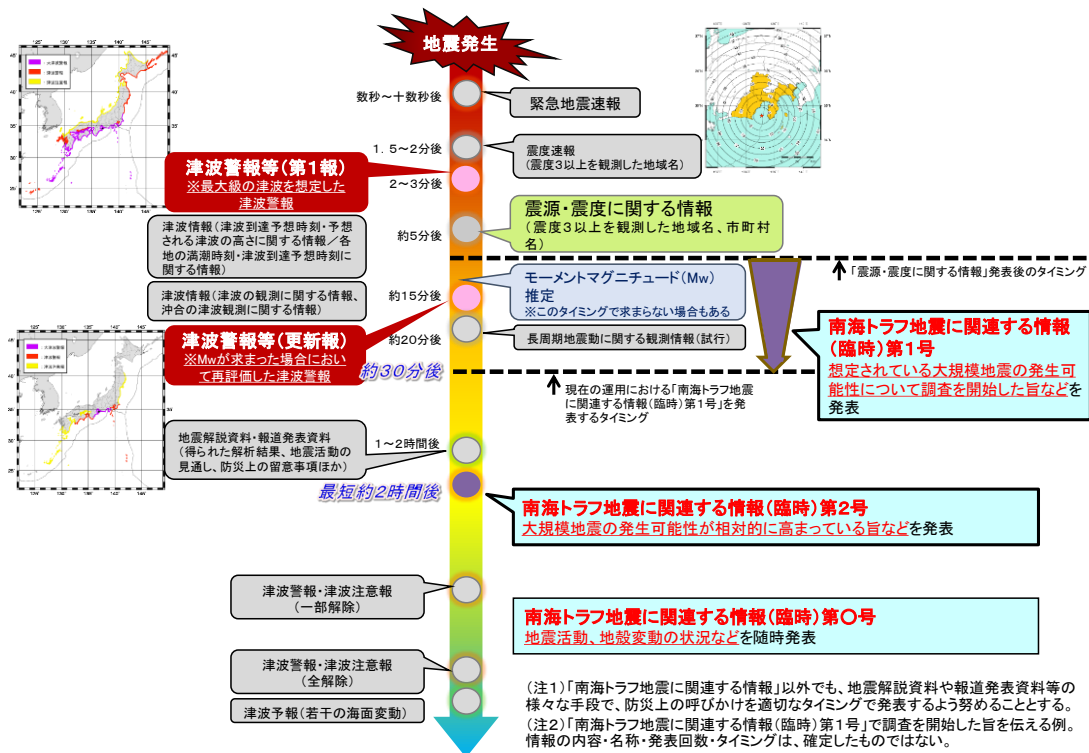 地震発生
数秒～十数秒後
緊急地震速報
1．5～2分後
震度速報
(震度3以上を観測した地域名)
津波警報等(第1報)
※最大級の津波を想定した
津波警報
2～3分後
震源・震度に関する情報
(震度3以上を観測した地域名、市町村
名)
約5分後
津波情報(津波到達予想時刻・予想
される津波の高さに関する情報／各
地の満潮時刻・津波到達予想時刻に
関する情報)
「震源・震度に関する情報」発表後のタイミング
モーメントマグニチュード(Mw)
推定
※このタイミングで求まらない場合もある
約15分後
津波情報(津波の観測に関する情報、
沖合の津波観測に関する情報)
津波警報等(更新報)
※Mwが求まった場合におい
て再評価した津波警報
約20分後
長周期地震動に関する観測情報(試行)
南海トラフ地震に関連する情報
(臨時)第1号
想定されている大規模地震の発生可
能性について調査を開始した旨などを
発表
約30分後
現在の運用における「南海トラフ地震
に関連する情報(臨時)第1号」を発
表するタイミング
地震解説資料・報道発表資料
(得られた解析結果、地震活動の
見通し、防災上の留意事項ほか)
1～2時間後
最短約2時間後
南海トラフ地震に関連する情報(臨時)第2号
大規模地震の発生可能性が相対的に高まっている旨などを発表
津波警報・津波注意報
(一部解除)
南海トラフ地震に関連する情報(臨時)第〇号
地震活動、地殻変動の状況などを随時発表
津波警報・津波注意報
(全解除)
津波予報(若干の海面変動)
(注1)「南海トラフ地震に関連する情報」以外でも、地震解説資料や報道発表資料等の
様々な手段で、防災上の呼びかけを適切なタイミングで発表するよう努めることとする。
(注2)「南海トラフ地震に関連する情報(臨時)第1号」で調査を開始した旨を伝える例。
情報の内容・名称・発表回数・タイミングは、確定したものではない。